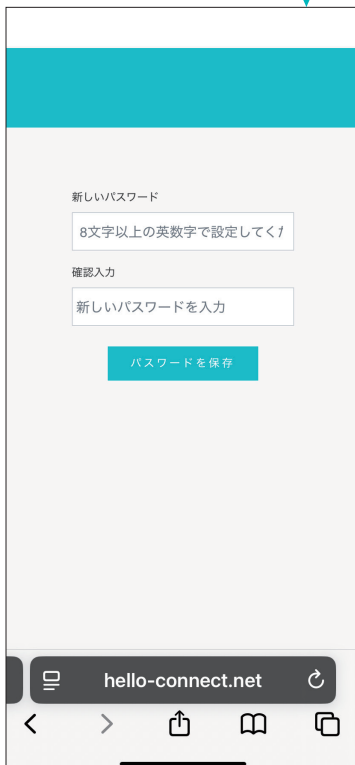 新しいパスワード
8文字以上の英数字で設定してく
確認入力
新しいパスワードを入力
パスワードを保存
hello-connect.net